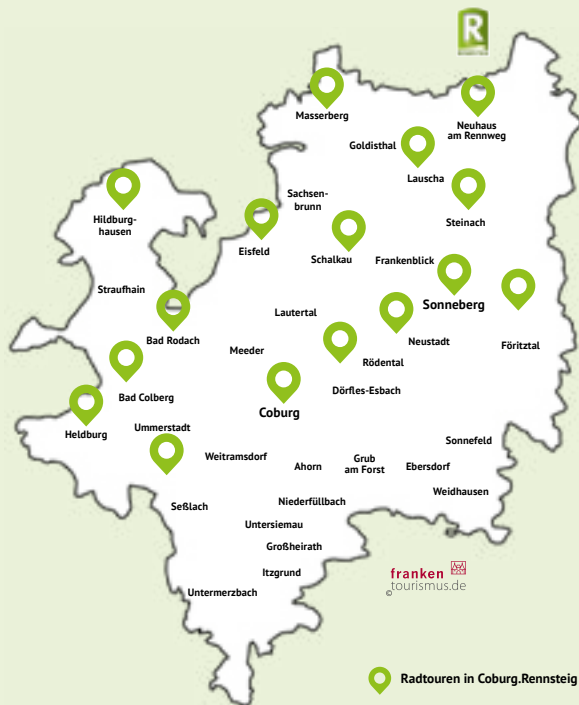 R
Masserberg
Neuhaus
am Rennweg
Goldisthal
Lauscha
Sachsen-
brunn
Steinach
Hildburg-
hausen
Eisfeld
Schalkau
Frankenblick
Straufhain
Sonneberg
Lautertal
Bad Rodach
Neustadt
Föritztal
Meeder
Rödental
Dörfles-Esbach
Bad Colberg
Coburg
Heldburg
Ummerstadt
Sonnefeld
Weitramsdorf
Ahorn
Grub
am Forst
Ebersdorf
Weidhausen
Seßlach
Niederfüllbach
Untersiemau
Großheirath
Itzgrund
Untermerzbach
franken
© tourismus.de
Radtouren in Coburg.Rennsteig